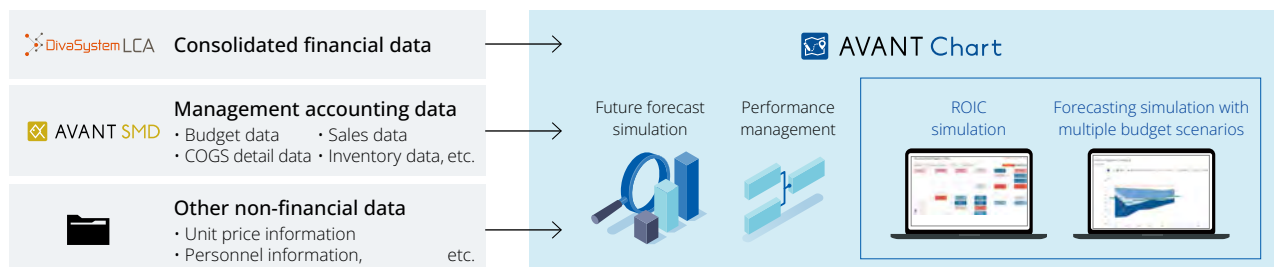 DivaSystem LCA
Consolidated financial data
AVANT SMD
Management accounting data
・Budget data ・Sales data
・COGS detail data ・Inventory data, etc.
Other non-financial data
・Unit price information
・Personnel information, etc.
AVANT Chart
Future forecast
simulation
Performance
management
ROIC
simulation
Forecasting simulation with
multiple budget scenarios